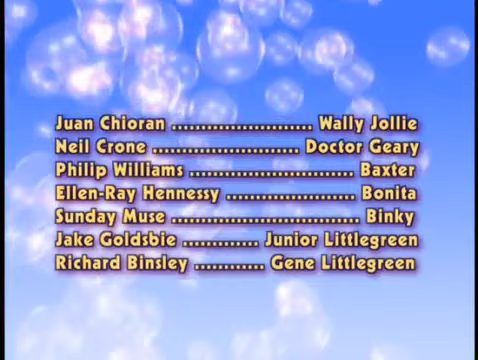 Juan Chioran ........................ Wally Jollie
Neil Crone ......................... Doctor Geary
Philip Williams ............................ Baxter
Ellen-Ray Hennessy ...................... Bonita
Sunday Muse ................................ Binky
Jake Goldsbie ............. Junior Littlegreen
Richard Binsley ............ Gene Littlegreen